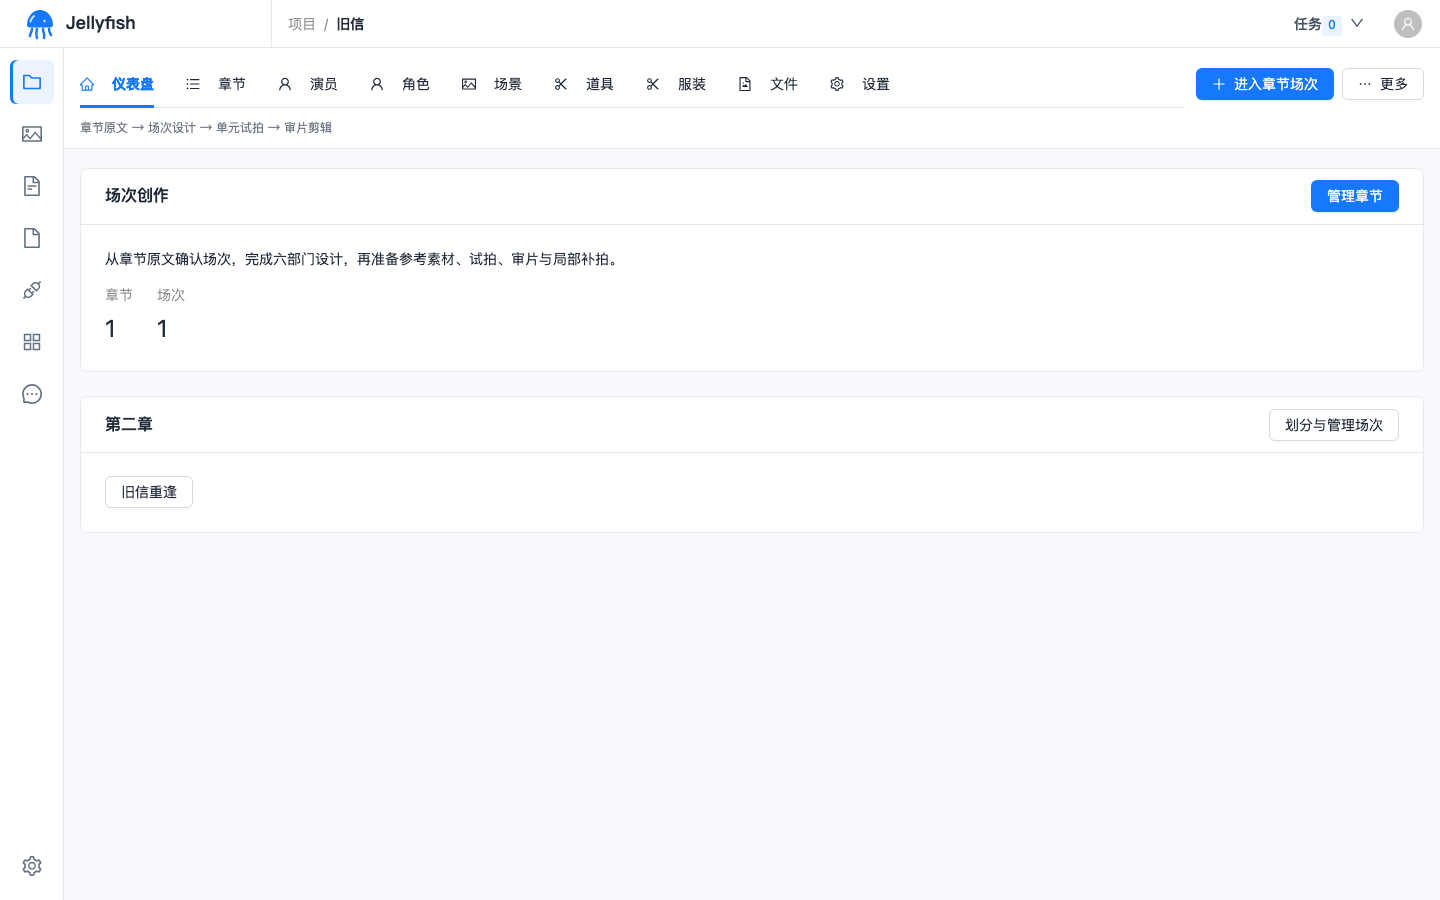 Jellyfish
项目 / 旧信
任务 0
仪表盘 章节 演员 角色 场景 道具 服装 文件 设置
进入章节场次 更多
章节原文 → 场次设计 → 单元试拍 → 审片剪辑
场次创作
管理章节
从章节原文确认场次，完成六部门设计，再准备参考素材、试拍、审片与局部补拍。
章节 场次
1 1
第二章
划分与管理场次
旧信重逢